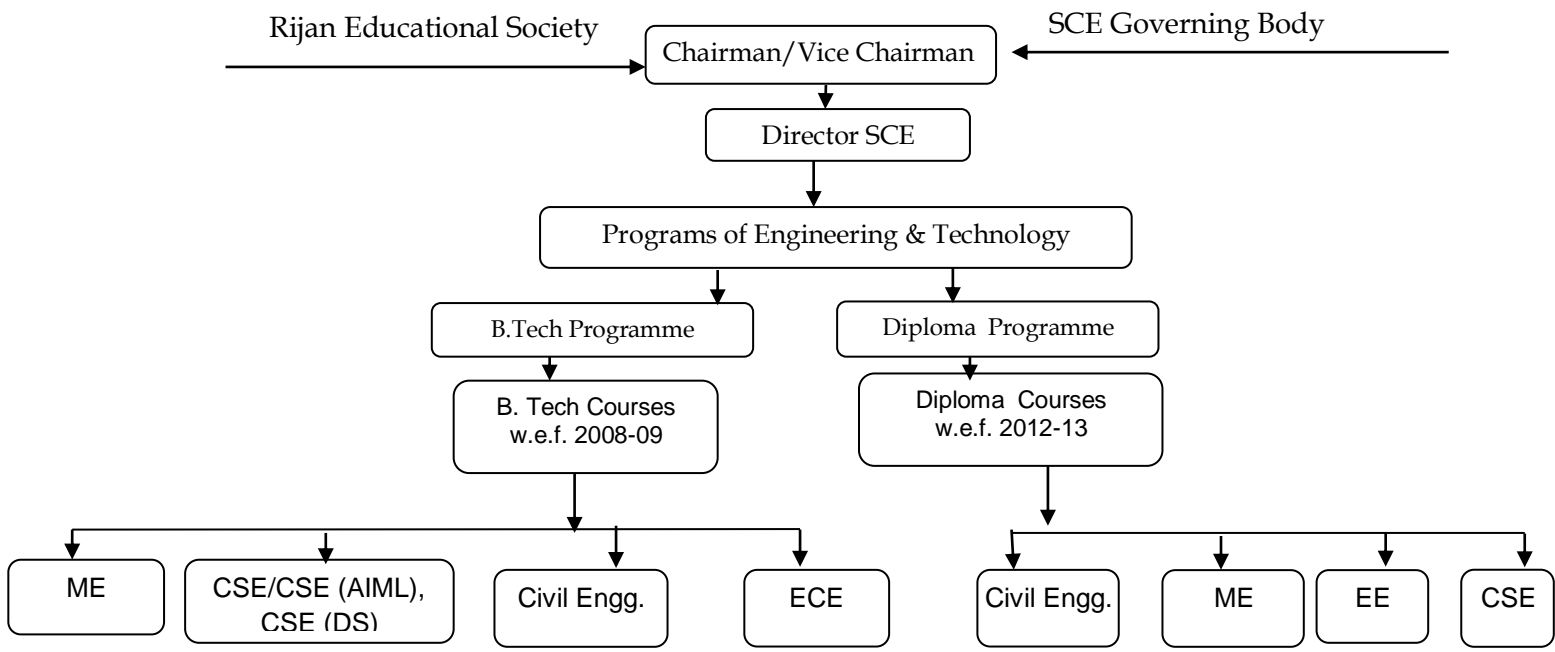 Rijan Educational Society
SCE Governing Body
Chairman/Vice Chairman
Director SCE
Programs of Engineering & Technology
B.Tech Programme
Diploma Programme
B. Tech Courses
w.e.f. 2008-09
Diploma Courses
w.e.f. 2012-13
ME
CSE/CSE (AIML),
CSE (DS)
Civil Engg.
ECE
Civil Engg.
ME
EE
CSE